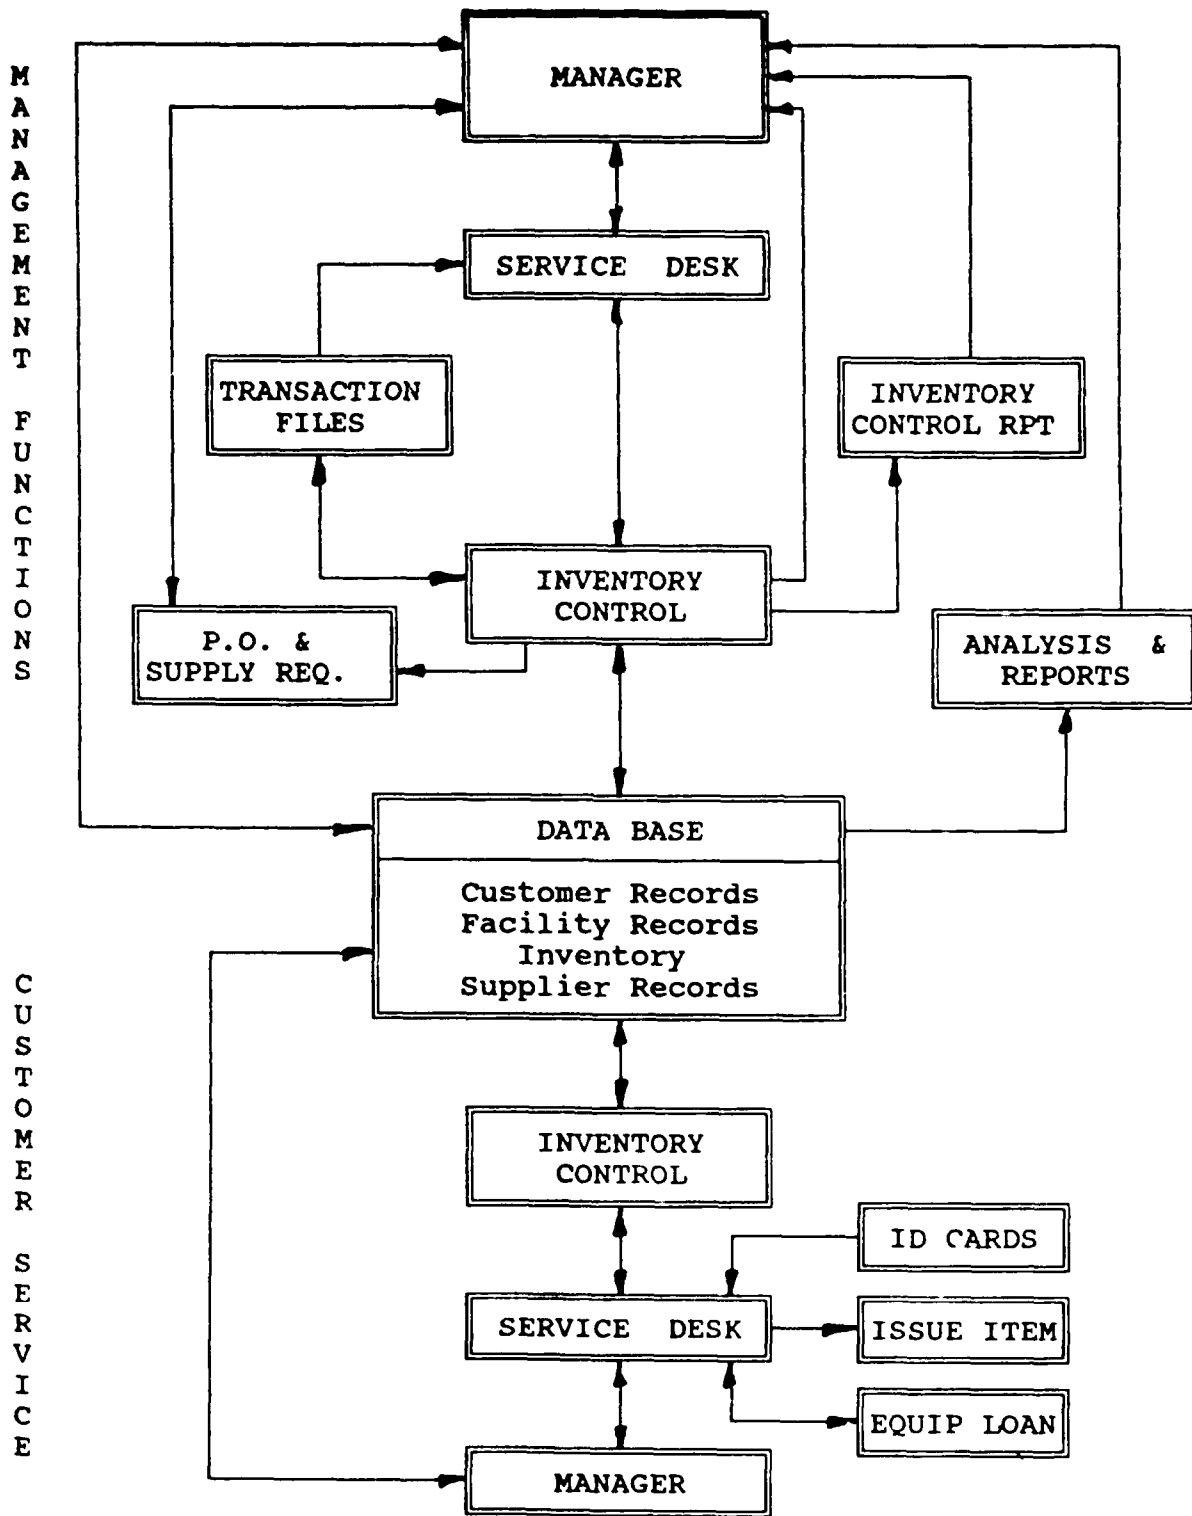 MANAGEMENT FUNCTIONS
MANAGER
SERVICE DESK
TRANSACTION
FILES
INVENTORY
CONTROL RPT
INVENTORY
CONTROL
P.O. &
SUPPLY REQ.
ANALYSIS &
REPORTS
DATA BASE
Customer Records
Facility Records
Inventory
Supplier Records
CUSTOMER SERVICE
INVENTORY
CONTROL
ID CARDS
SERVICE DESK
ISSUE ITEM
EQUIP LOAN
MANAGER